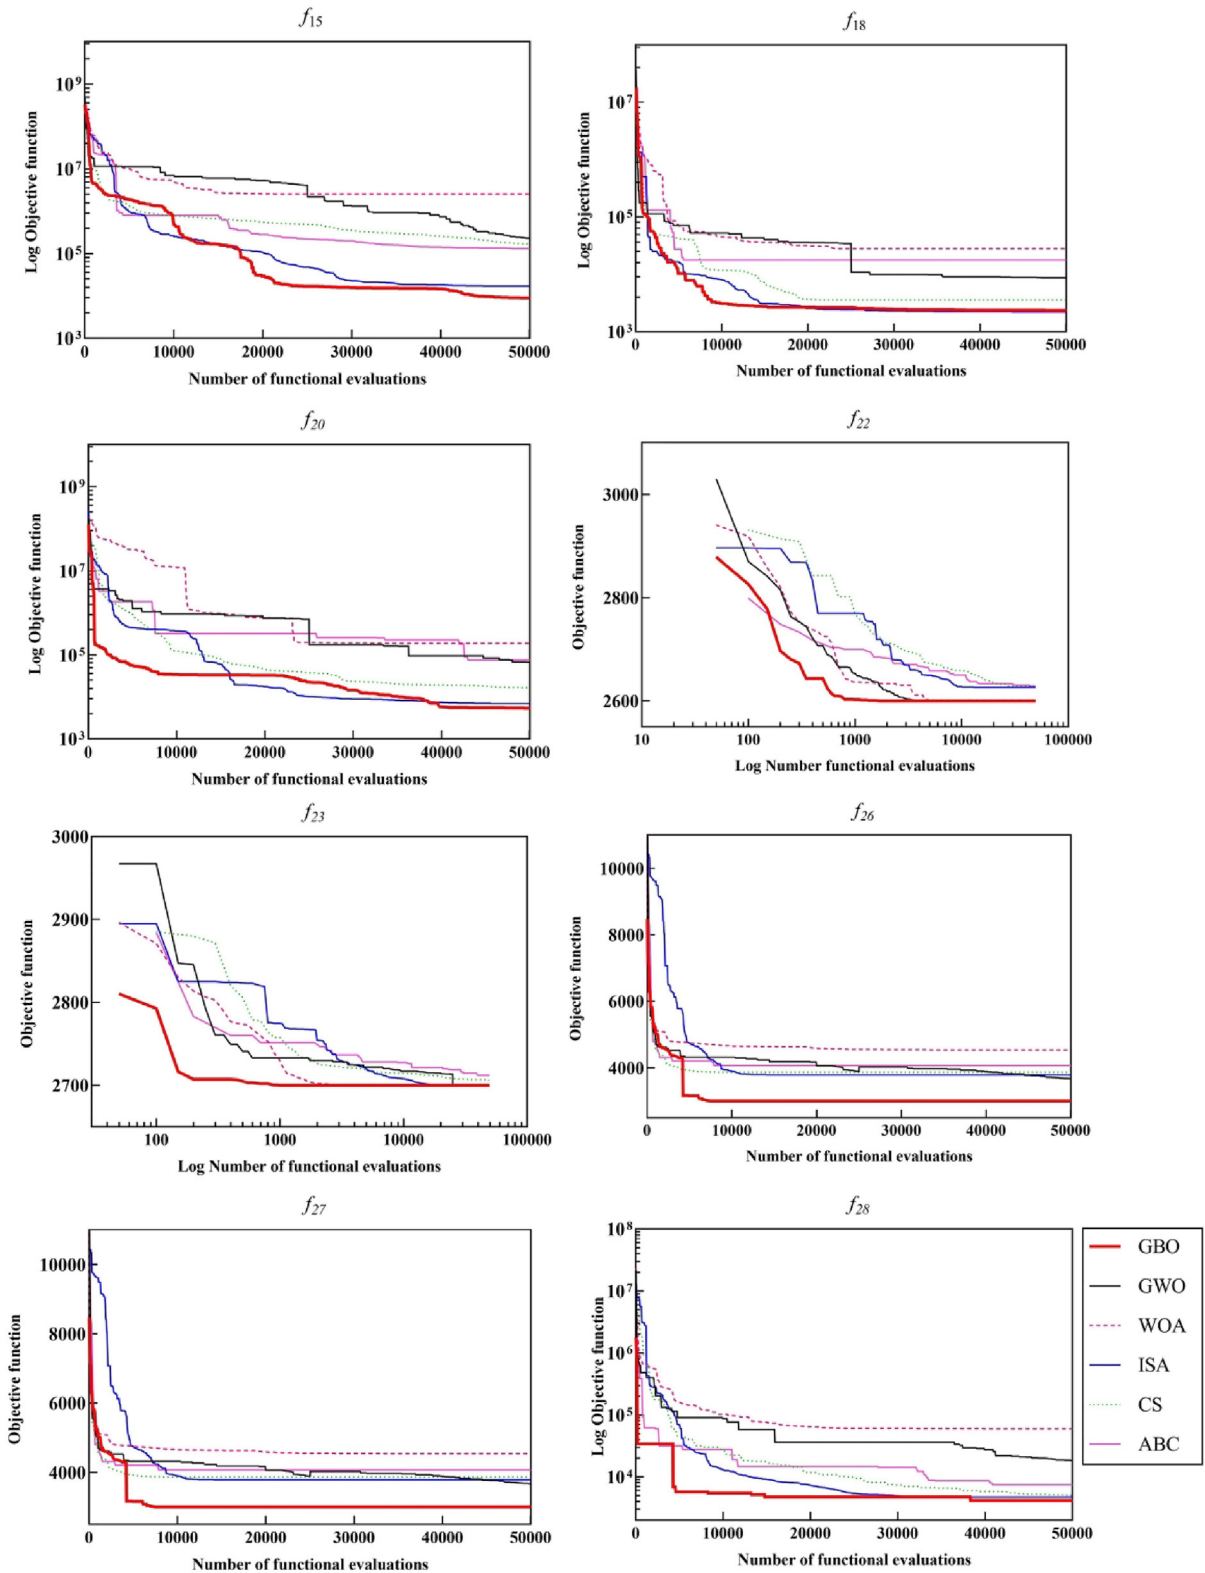 f15
Log Objective function
10^9
10^7
10^5
10^3
0 10000 20000 30000 40000 50000
Number of functional evaluations
f18
Log Objective function
10^7
10^5
10^3
0 10000 20000 30000 40000 50000
Number of functional evaluations
f20
Log Objective function
10^9
10^7
10^5
10^3
0 10000 20000 30000 40000 50000
Number of functional evaluations
f22
Objective function
3000
2800
2600
10 100 1000 10000 100000
Log Number functional evaluations
f23
Objective function
3000
2900
2800
2700
100 1000 10000 100000
Log Number of functional evaluations
f26
Objective function
10000
8000
6000
4000
0 10000 20000 30000 40000 50000
Number of functional evaluations
f27
Objective function
10000
8000
6000
4000
0 10000 20000 30000 40000 50000
Number of functional evaluations
f28
Log Objective function
10^8
10^7
10^6
10^5
10^4
0 10000 20000 30000 40000 50000
Number of functional evaluations
GBO
GWO
WOA
ISA
CS
ABC